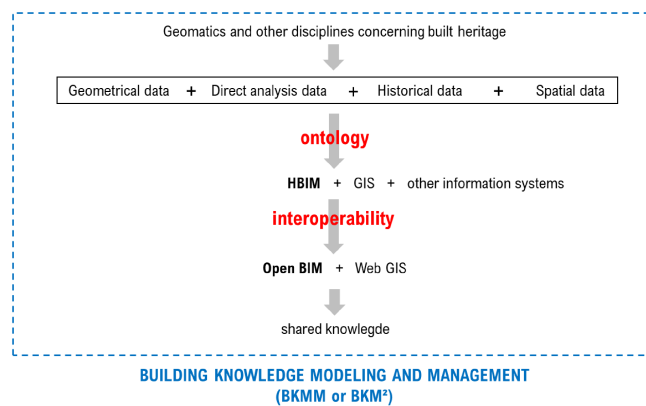 Geomatics and other disciplines concerning built heritage
Geometrical data + Direct analysis data + Historical data + Spatial data
ontology
HBIM + GIS + other information systems
interoperability
Open BIM + Web GIS
shared knowlegde
BUILDING KNOWLEDGE MODELING AND MANAGEMENT
(BKMM or BKM²)